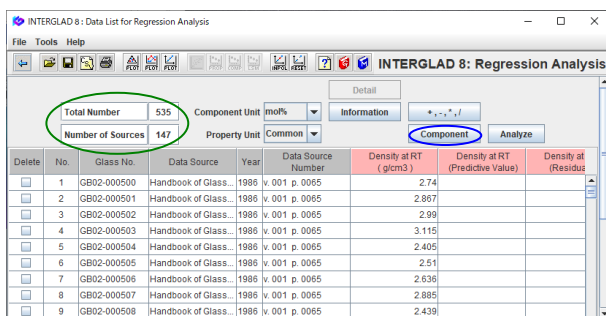 INTERGLAD 8 : Data List for Regression Analysis
File Tools Help
PLOT PLOT PLOT INFOL RESET INTERGLAD 8: Regression Analysis
Detail
Total Number 535 Component Unit mol% Information + , - , * , /
Number of Sources 147 Property Unit Common Component Analyze
Delete No. Glass No. Data Source Year Data Source Number Density at RT ( g/cm3 ) Density at RT (Predictive Value) Density at (Residua
1 GB02-000500 Handbook of Glass... 1986 v. 001 p. 0065 2.74
2 GB02-000501 Handbook of Glass... 1986 v. 001 p. 0065 2.867
3 GB02-000502 Handbook of Glass... 1986 v. 001 p. 0065 2.99
4 GB02-000503 Handbook of Glass... 1986 v. 001 p. 0065 3.115
5 GB02-000504 Handbook of Glass... 1986 v. 001 p. 0065 2.405
6 GB02-000505 Handbook of Glass... 1986 v. 001 p. 0065 2.51
7 GB02-000506 Handbook of Glass... 1986 v. 001 p. 0065 2.636
8 GB02-000507 Handbook of Glass... 1986 v. 001 p. 0065 2.885
9 GB02-000508 Handbook of Glass... 1986 v. 001 p. 0065 2.439